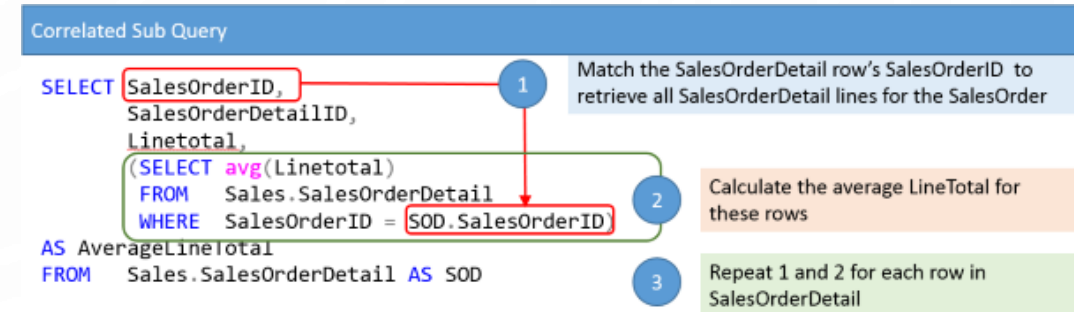 Correlated Sub Query
SELECT SalesOrderID,
SalesOrderDetailID,
Linetotal,
(SELECT avg(Linetotal)
FROM Sales.SalesOrderDetail
WHERE SalesOrderID = SOD.SalesOrderID)
AS AverageLineTotal
FROM Sales.SalesOrderDetail AS SOD
1
Match the SalesOrderDetail row's SalesOrderID to
retrieve all SalesOrderDetail lines for the SalesOrder
2
Calculate the average LineTotal for
these rows
3
Repeat 1 and 2 for each row in
SalesOrderDetail